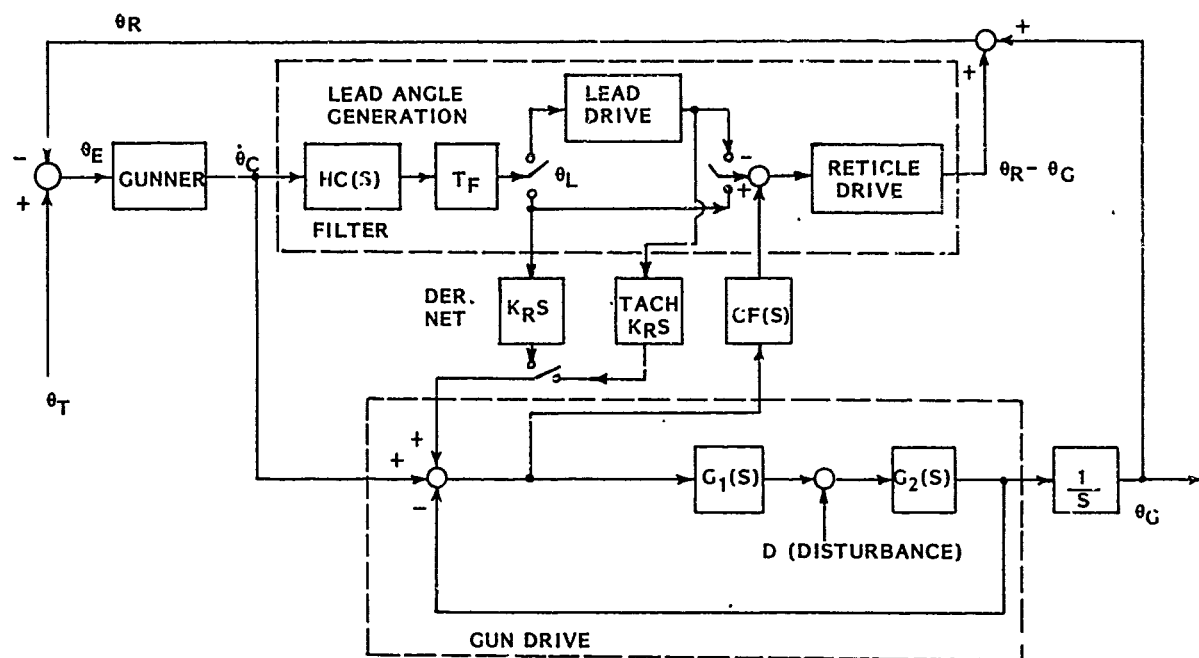 θR
+
+
LEAD ANGLE
GENERATION
LEAD
DRIVE
-
θE
GUNNER
θ̇C
HC(S)
TF
θL
-
+
RETICLE
DRIVE
θR - θG
+
FILTER
DER.
NET
KRS
TACH
KRS
CF(S)
θT
+
+
-
G1(S)
G2(S)
1
S
θG
D (DISTURBANCE)
GUN DRIVE